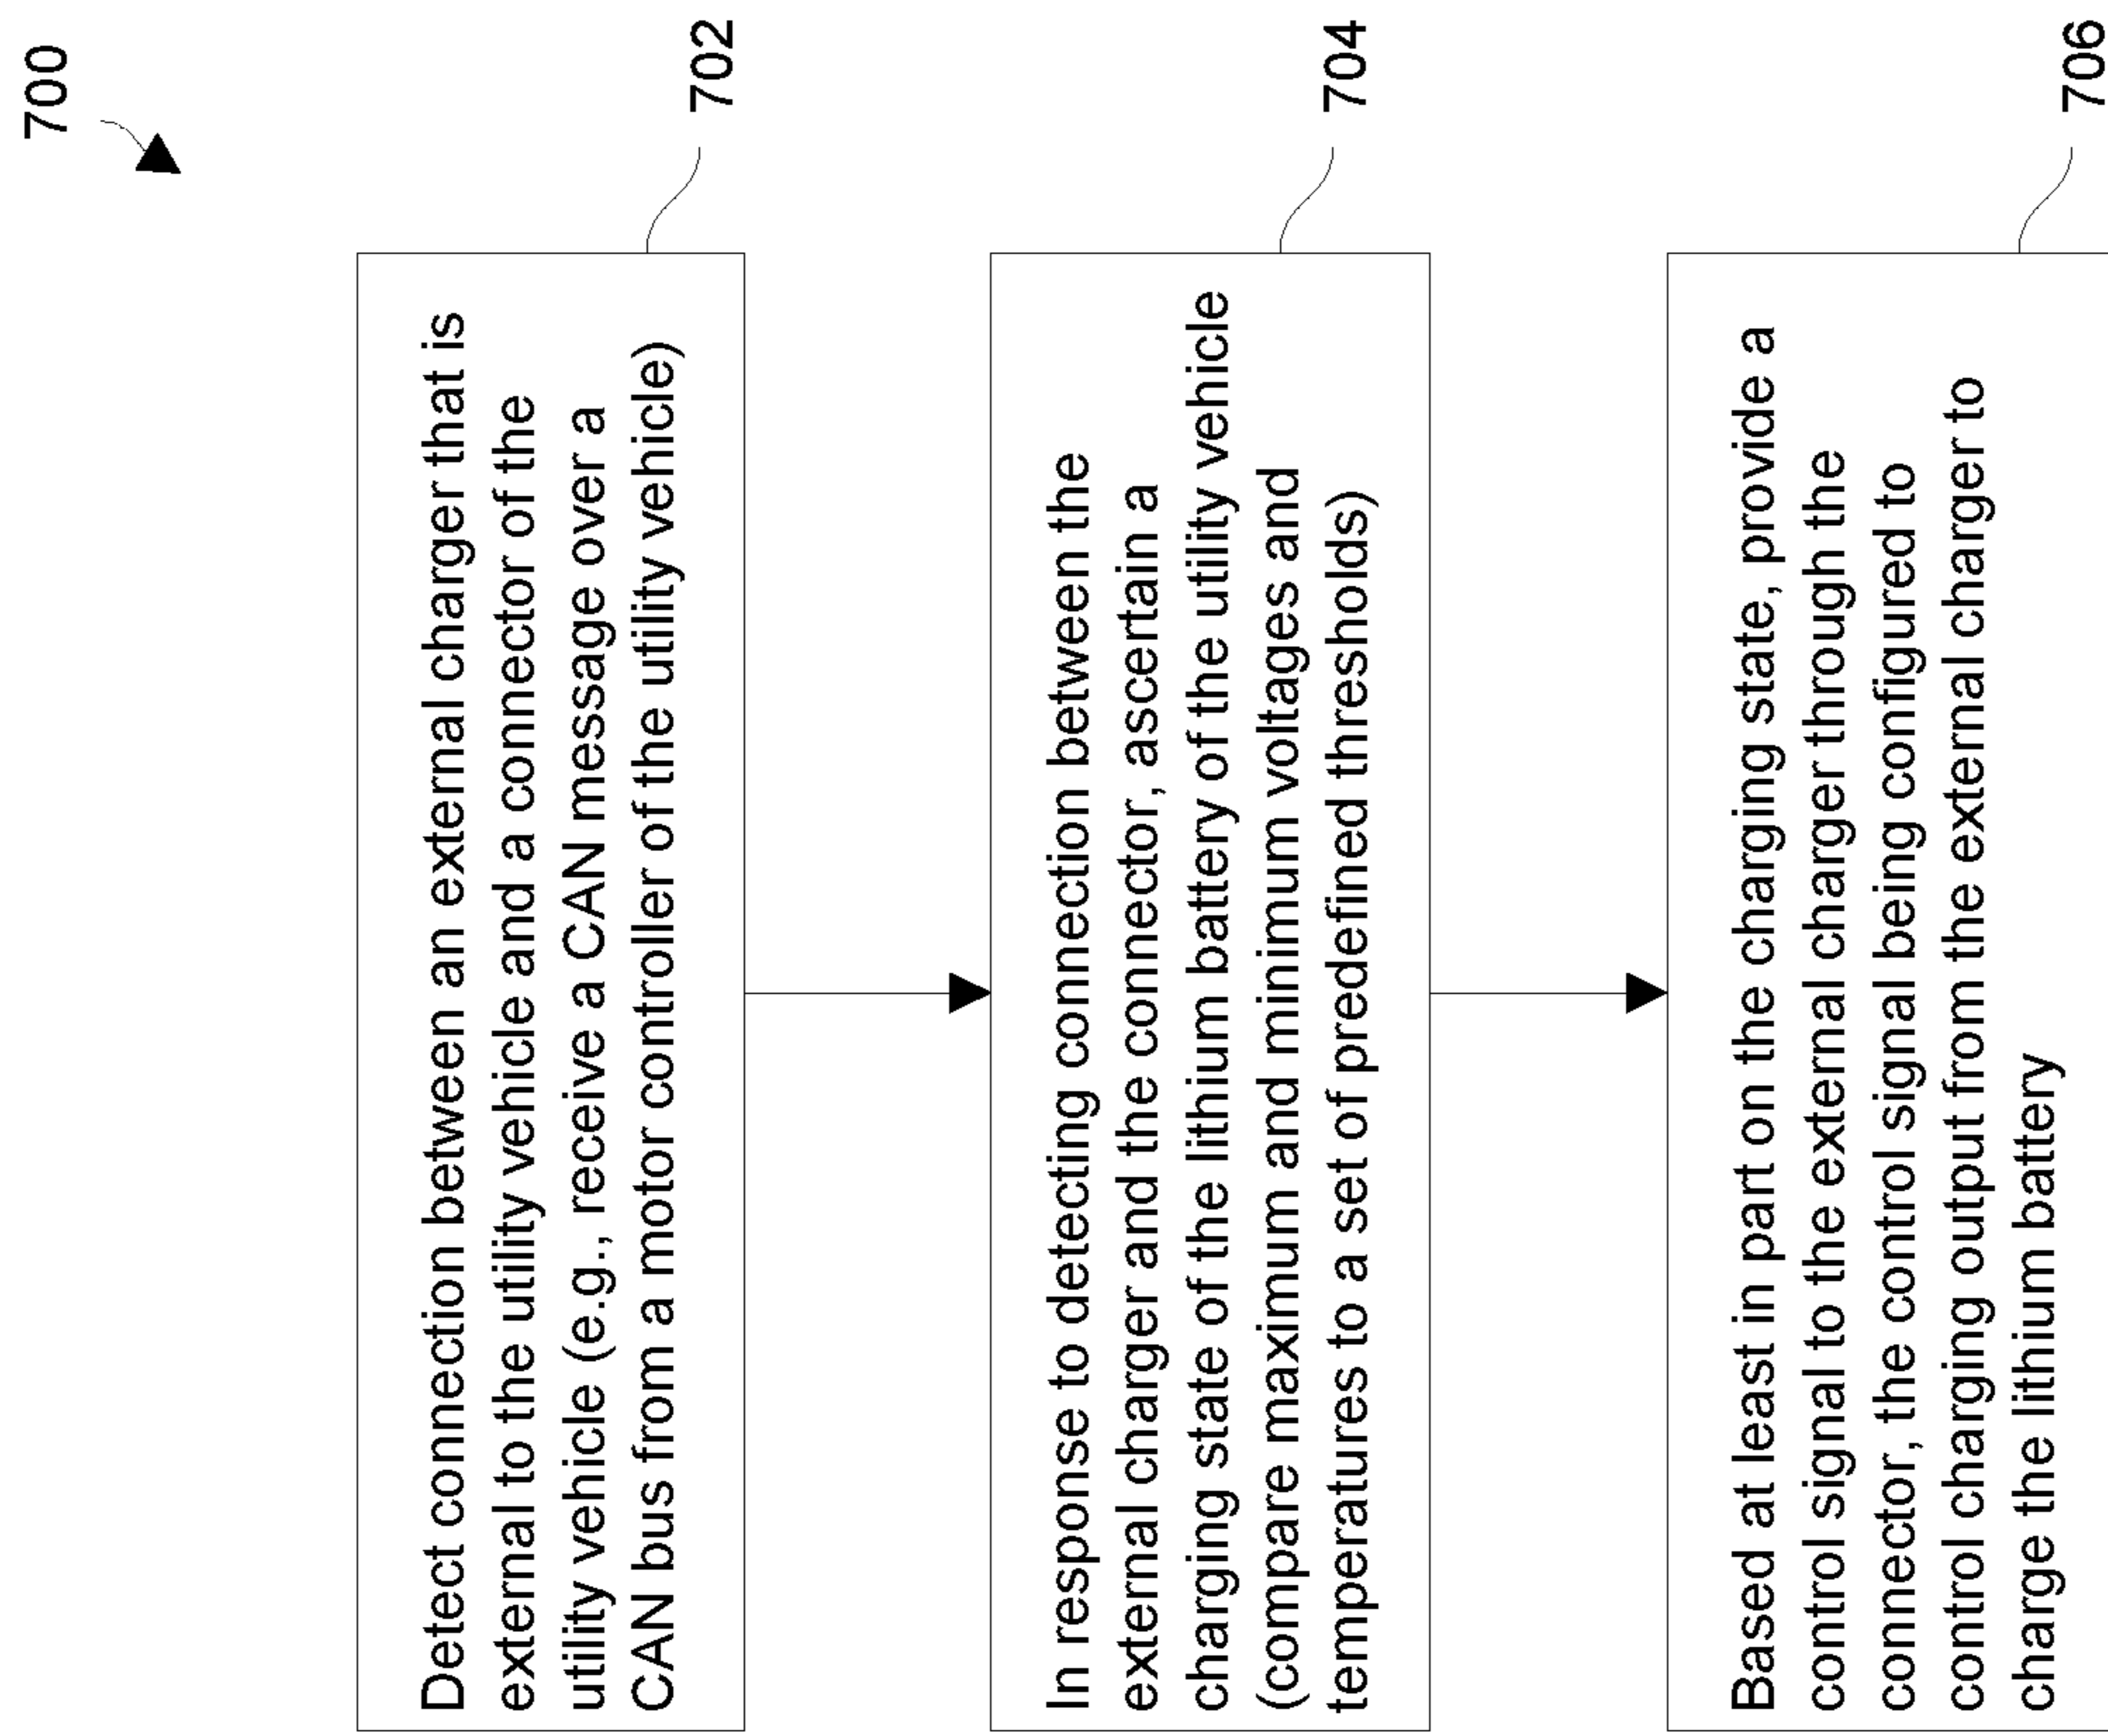 700
Detect connection between an external charger that is
external to the utility vehicle and a connector of the
utility vehicle (e.g., receive a CAN message over a
CAN bus from a motor controller of the utility vehicle)
702
In response to detecting connection between the
external charger and the connector, ascertain a
charging state of the lithium battery of the utility vehicle
(compare maximum and minimum voltages and
temperatures to a set of predefined thresholds)
704
Based at least in part on the charging state, provide a
control signal to the external charger through the
connector, the control signal being configured to
control charging output from the external charger to
charge the lithium battery
706